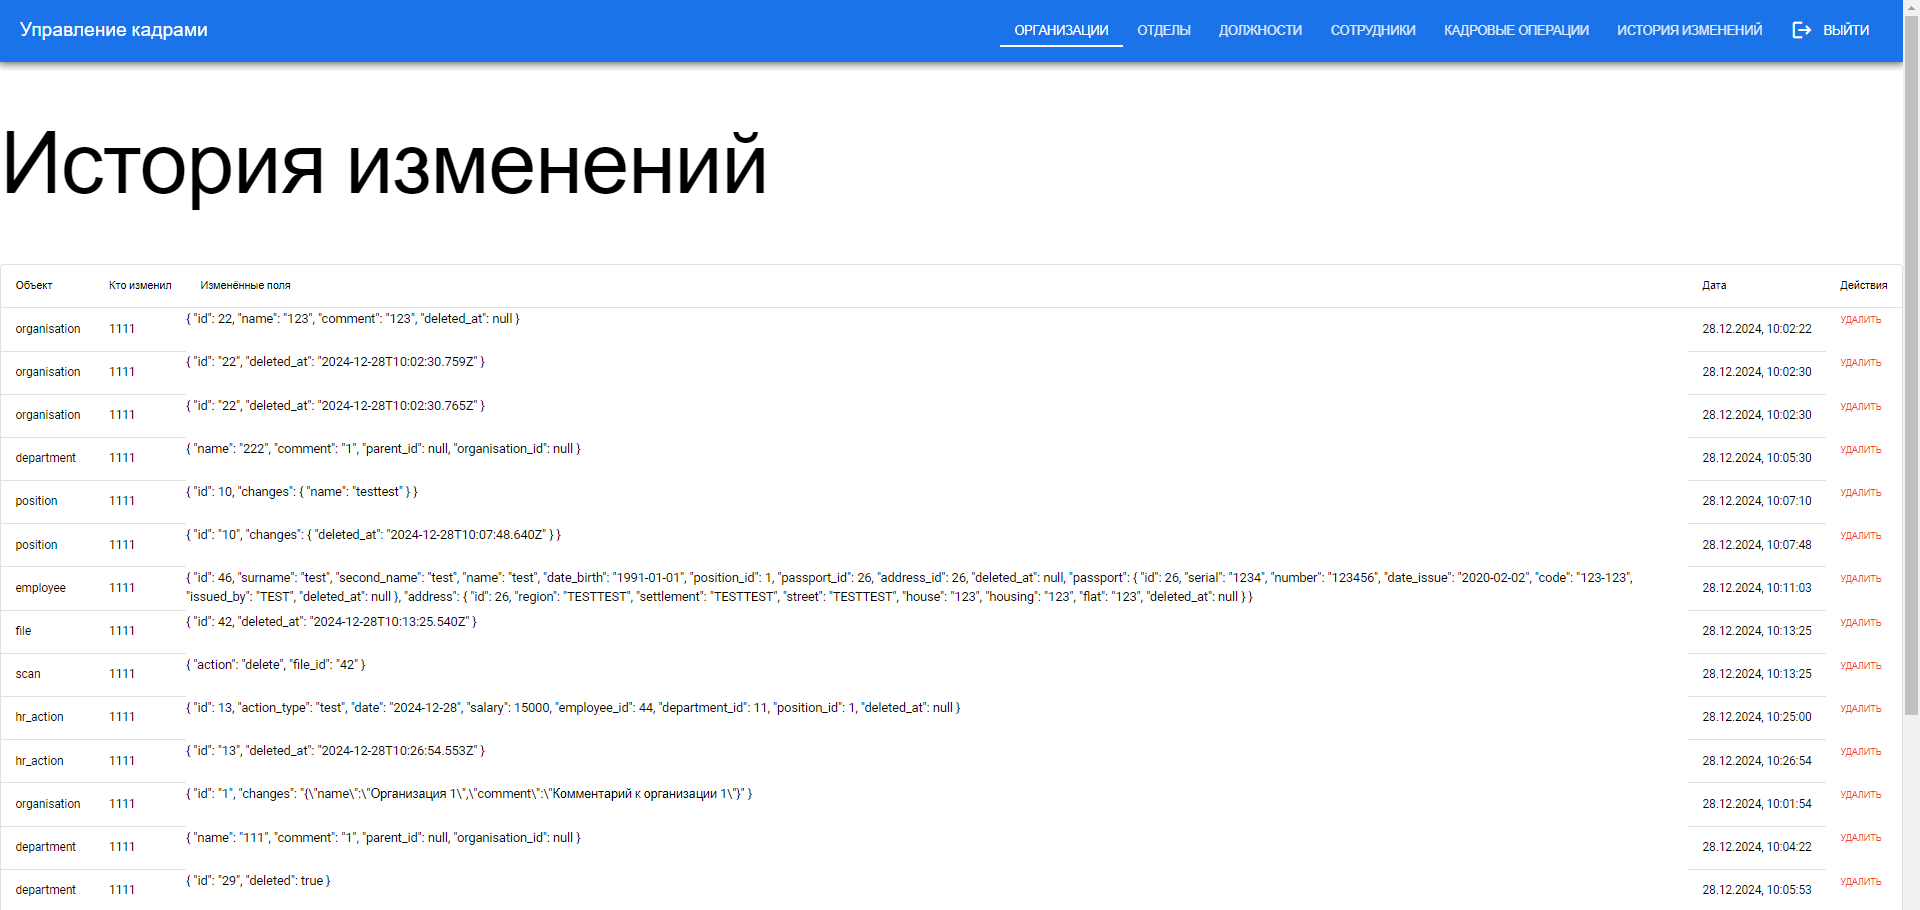 Управление кадрами ОРГАНИЗАЦИИ ОТДЕЛЫ ДОЛЖНОСТИ СОТРУДНИКИ КАДРОВЫЕ ОПЕРАЦИИ ИСТОРИЯ ИЗМЕНЕНИЙ ВЫЙТИ
История изменений
Объект Кто изменил Изменённые поля Дата Действия
organisation 1111 { "id": 22, "name": "123", "comment": "123", "deleted_at": null } 28.12.2024, 10:02:22 УДАЛИТЬ
organisation 1111 { "id": "22", "deleted_at": "2024-12-28T10:02:30.759Z" } 28.12.2024, 10:02:30 УДАЛИТЬ
organisation 1111 { "id": "22", "deleted_at": "2024-12-28T10:02:30.765Z" } 28.12.2024, 10:02:30 УДАЛИТЬ
department 1111 { "name": "222", "comment": "1", "parent_id": null, "organisation_id": null } 28.12.2024, 10:05:30 УДАЛИТЬ
position 1111 { "id": 10, "changes": { "name": "testtest" } } 28.12.2024, 10:07:10 УДАЛИТЬ
position 1111 { "id": "10", "changes": { "deleted_at": "2024-12-28T10:07:48.640Z" } } 28.12.2024, 10:07:48 УДАЛИТЬ
employee 1111 { "id": 46, "surname": "test", "second_name": "test", "name": "test", "date_birth": "1991-01-01", "position_id": 1, "passport_id": 26, "address_id": 26, "deleted_at": null, "passport": { "id": 26, "serial": "1234", "number": "123456", "date_issue": "2020-02-02", "code": "123-123", 28.12.2024, 10:11:03 УДАЛИТЬ
"issued_by": "TEST", "deleted_at": null }, "address": { "id": 26, "region": "TESTTEST", "settlement": "TESTTEST", "street": "TESTTEST", "house": "123", "housing": "123", "flat": "123", "deleted_at": null } }
file 1111 { "id": 42, "deleted_at": "2024-12-28T10:13:25.540Z" } 28.12.2024, 10:13:25 УДАЛИТЬ
scan 1111 { "action": "delete", "file_id": "42" } 28.12.2024, 10:13:25 УДАЛИТЬ
hr_action 1111 { "id": 13, "action_type": "test", "date": "2024-12-28", "salary": 15000, "employee_id": 44, "department_id": 11, "position_id": 1, "deleted_at": null } 28.12.2024, 10:25:00 УДАЛИТЬ
hr_action 1111 { "id": "13", "deleted_at": "2024-12-28T10:26:54.553Z" } 28.12.2024, 10:26:54 УДАЛИТЬ
organisation 1111 { "id": "1", "changes": "{\"name\":\"Организация 1\",\"comment\":\"Комментарий к организации 1\"}" } 28.12.2024, 10:01:54 УДАЛИТЬ
department 1111 { "name": "111", "comment": "1", "parent_id": null, "organisation_id": null } 28.12.2024, 10:04:22 УДАЛИТЬ
department 1111 { "id": "29", "deleted": true } 28.12.2024, 10:05:53 УДАЛИТЬ